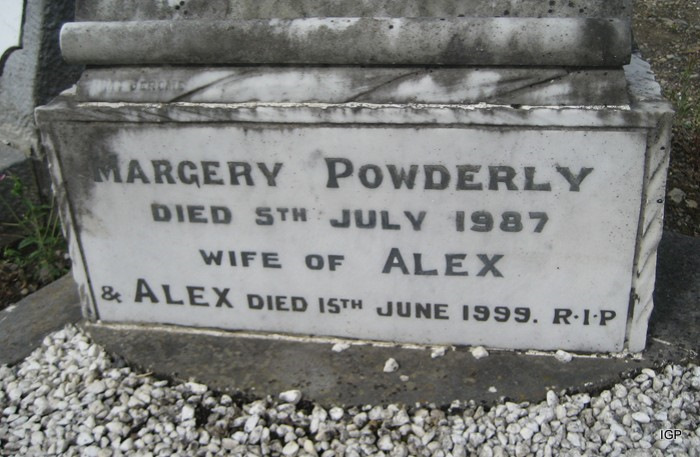 MARGERY POWDERLY
DIED 5TH JULY 1987
WIFE OF ALEX
& ALEX DIED 15TH JUNE 1999. R·I·P
IGP